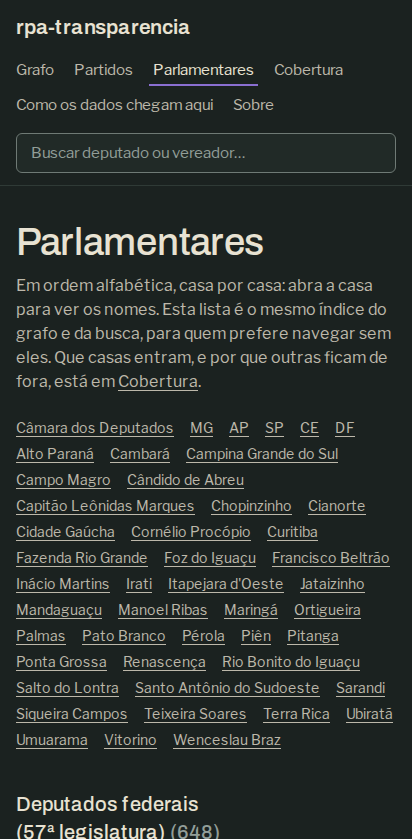 rpa-transparencia
Grafo Partidos Parlamentares Cobertura
Como os dados chegam aqui Sobre
Buscar deputado ou vereador...
Parlamentares
Em ordem alfabética, casa por casa: abra a casa
para ver os nomes. Esta lista é o mesmo índice do
grafo e da busca, para quem prefere navegar sem
eles. Que casas entram, e por que outras ficam de
fora, está em Cobertura.
Câmara dos Deputados MG AP SP CE DF
Alto Paraná Cambará Campina Grande do Sul
Campo Magro Cândido de Abreu
Capitão Leônidas Marques Chopinzinho Cianorte
Cidade Gaúcha Cornélio Procópio Curitiba
Fazenda Rio Grande Foz do Iguaçu Francisco Beltrão
Inácio Martins Irati Itapejara d'Oeste Jataizinho
Mandaguaçu Manoel Ribas Maringá Ortigueira
Palmas Pato Branco Pérola Piên Pitanga
Ponta Grossa Renascença Rio Bonito do Iguaçu
Salto do Lontra Santo Antônio do Sudoeste Sarandi
Siqueira Campos Teixeira Soares Terra Rica Ubiratã
Umuarama Vitorino Wenceslau Braz
Deputados federais
(57ª legislatura) (648)